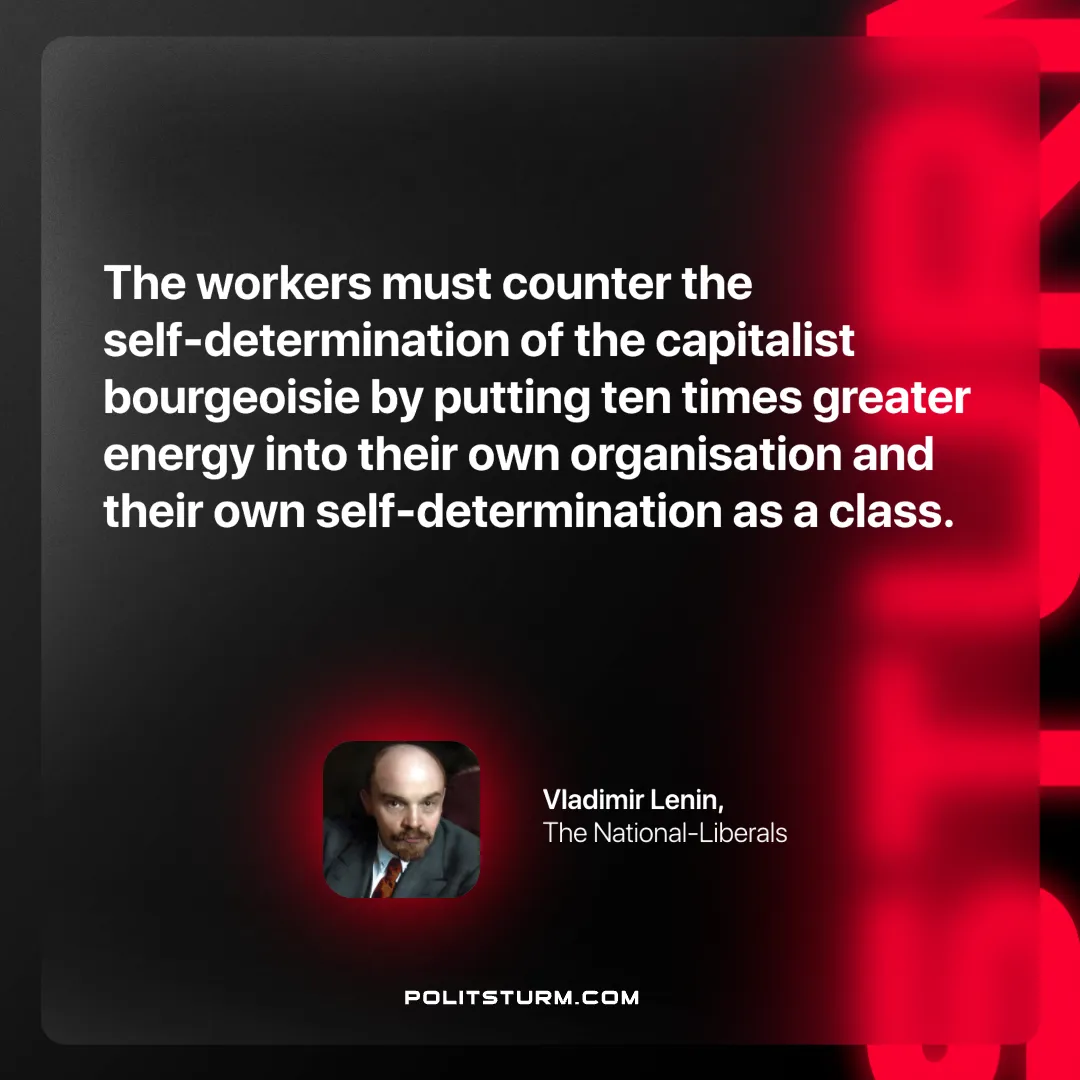 The workers must counter the
self-determination of the capitalist
bourgeoisie by putting ten times greater
energy into their own organisation and
their own self-determination as a class.
Vladimir Lenin,
The National-Liberals
POLITSTURM.COM